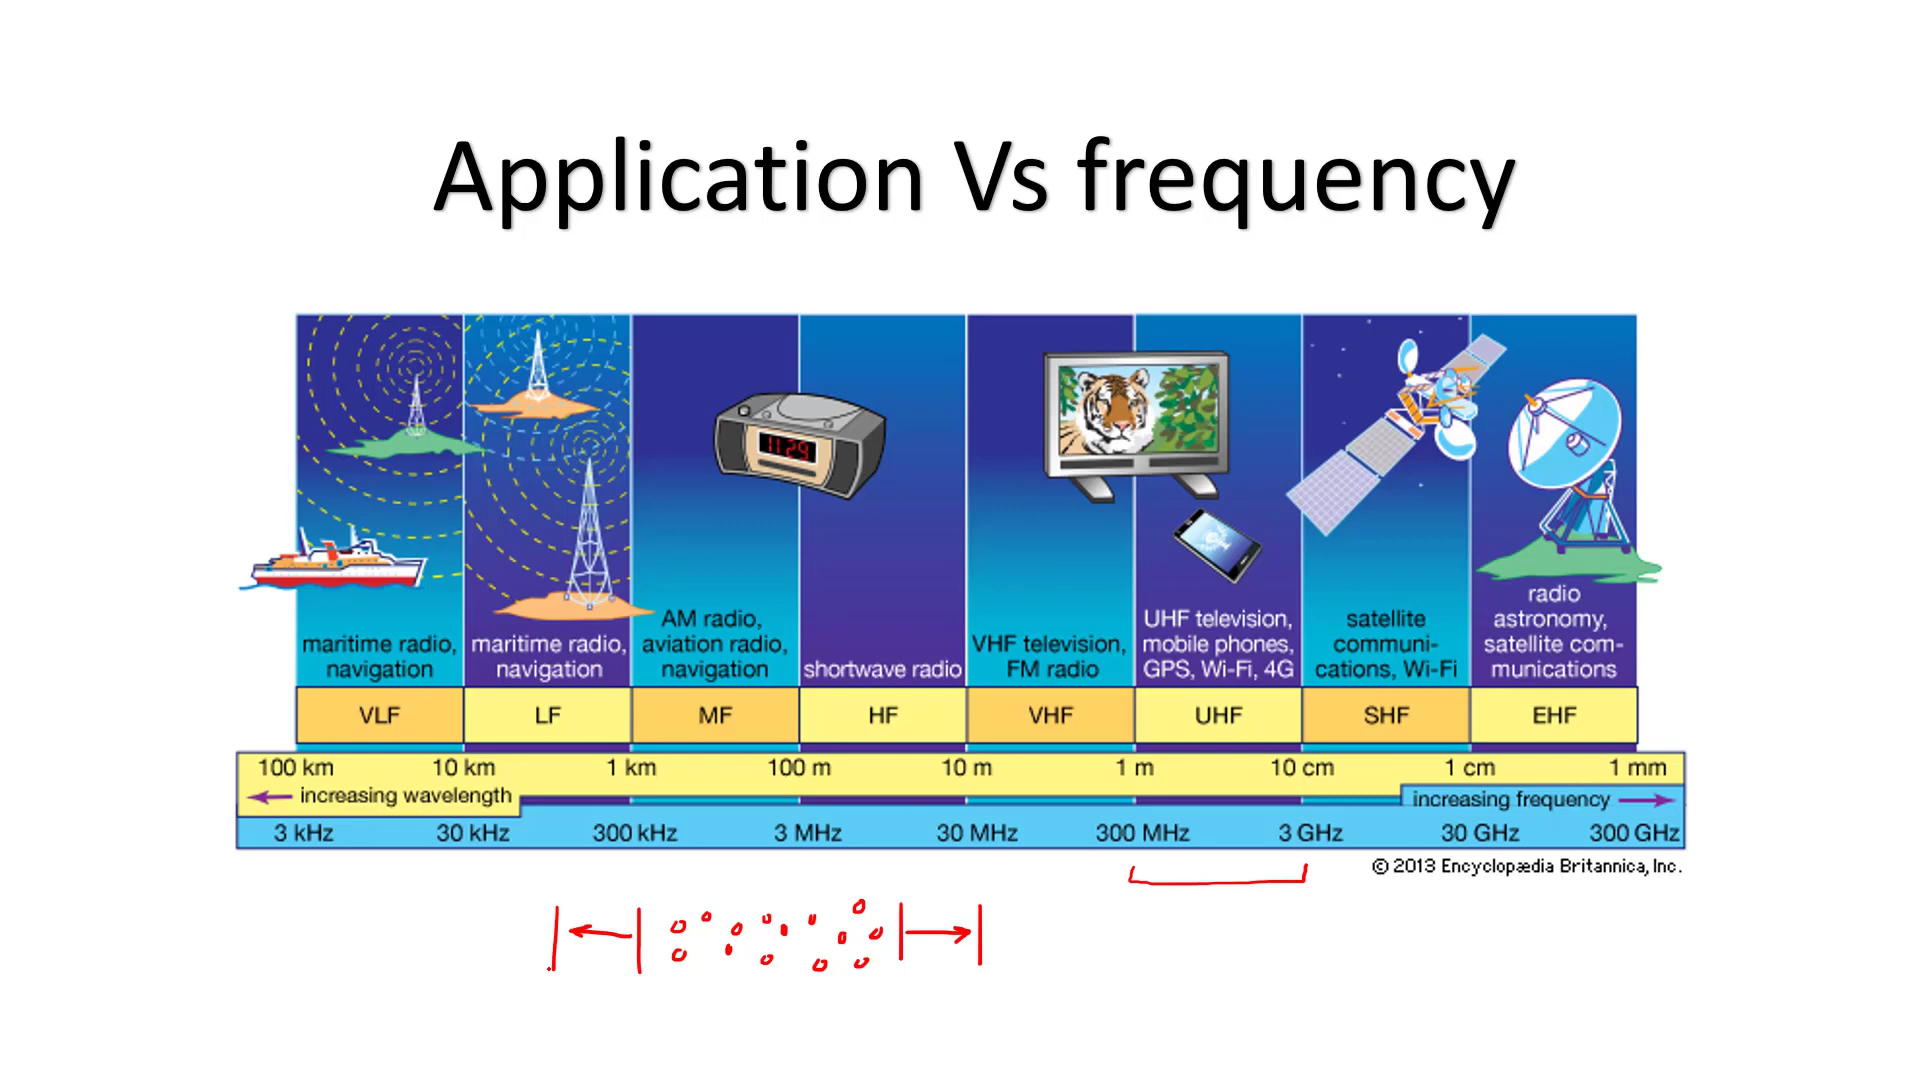 Application Vs frequency
11:29
maritime radio,
navigation
maritime radio,
navigation
AM radio,
aviation radio,
navigation
shortwave radio
VHF television,
FM radio
UHF television,
mobile phones,
GPS, Wi-Fi, 4G
satellite
communi-
cations, Wi-Fi
radio
astronomy,
satellite com-
munications
VLF LF MF HF VHF UHF SHF EHF
100 km 10 km 1 km 100 m 10 m 1 m 10 cm 1 cm 1 mm
increasing wavelength
increasing frequency
3 kHz 30 kHz 300 kHz 3 MHz 30 MHz 300 MHz 3 GHz 30 GHz 300 GHz
© 2013 Encyclopædia Britannica, Inc.